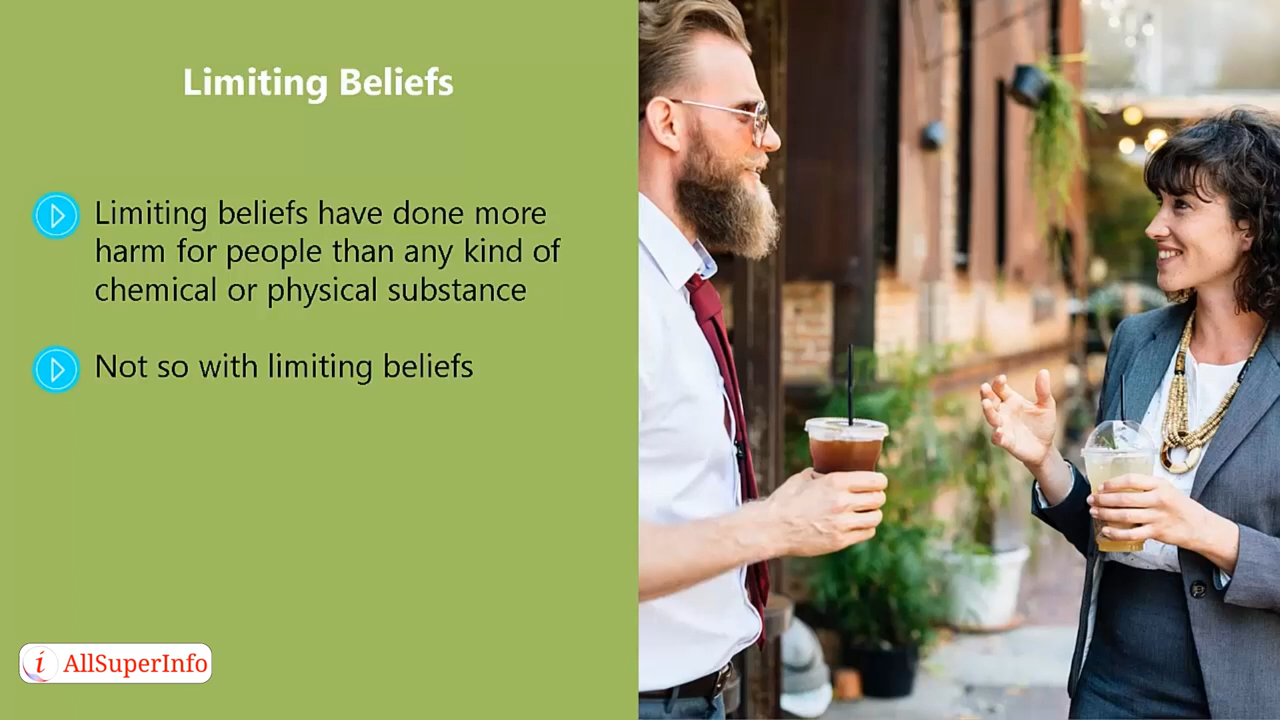 Limiting Beliefs
Limiting beliefs have done more
harm for people than any kind of
chemical or physical substance
Not so with limiting beliefs
i AllSuperInfo